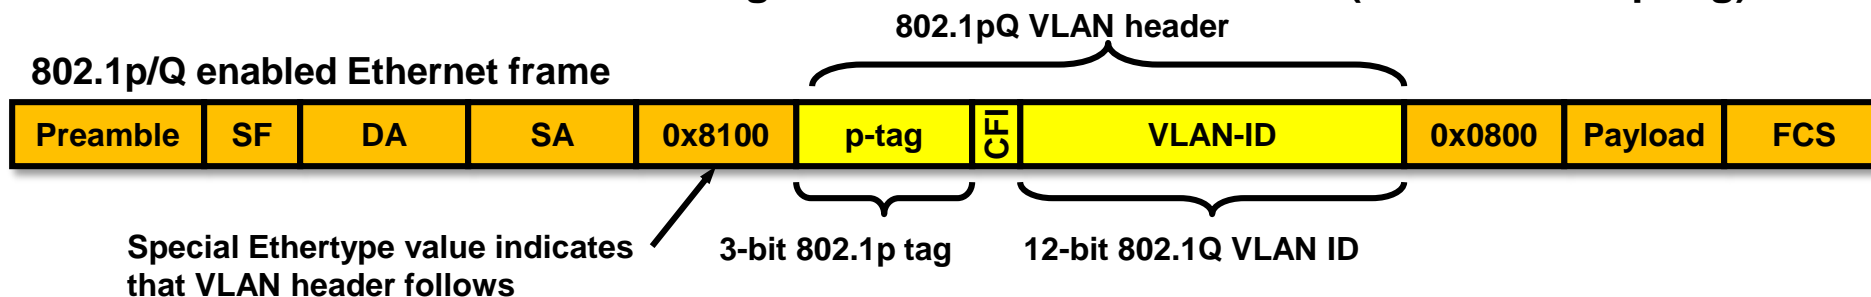 802.1pQ VLAN header
802.1p/Q enabled Ethernet frame
Preamble SF DA SA 0x8100 p-tag CFI VLAN-ID 0x0800 Payload FCS
Special Ethertype value indicates
that VLAN header follows
3-bit 802.1p tag
12-bit 802.1Q VLAN ID